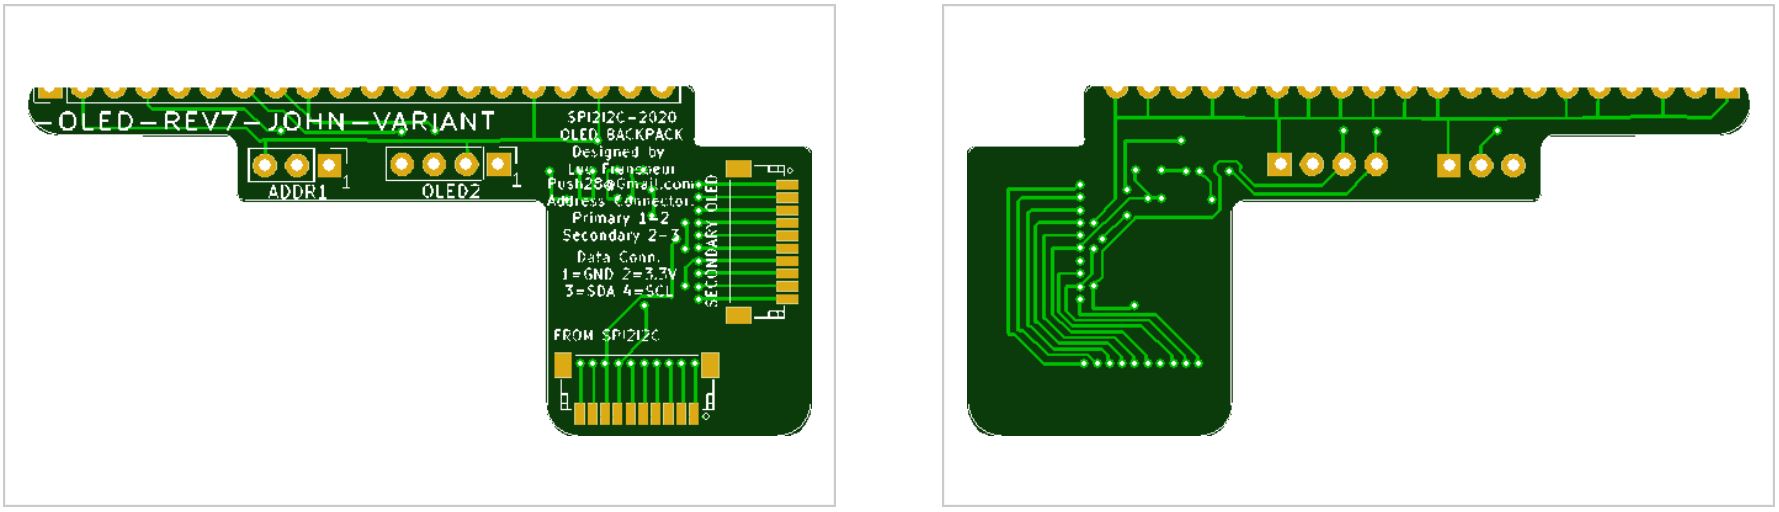 -OLED-REV7-JOHN-VARIANT
ADDR1
1
OLED2
1
SPI2I2C-2020
OLED BACKPACK
Designed by
Push28@Gmail.com
Address Connector.
Primary 1-2
Secondary 2-3
Data Conn.
1=GND 2=3.3V
3=SDA 4=SCL
SECONDARY OLED
FROM SPI2I2C